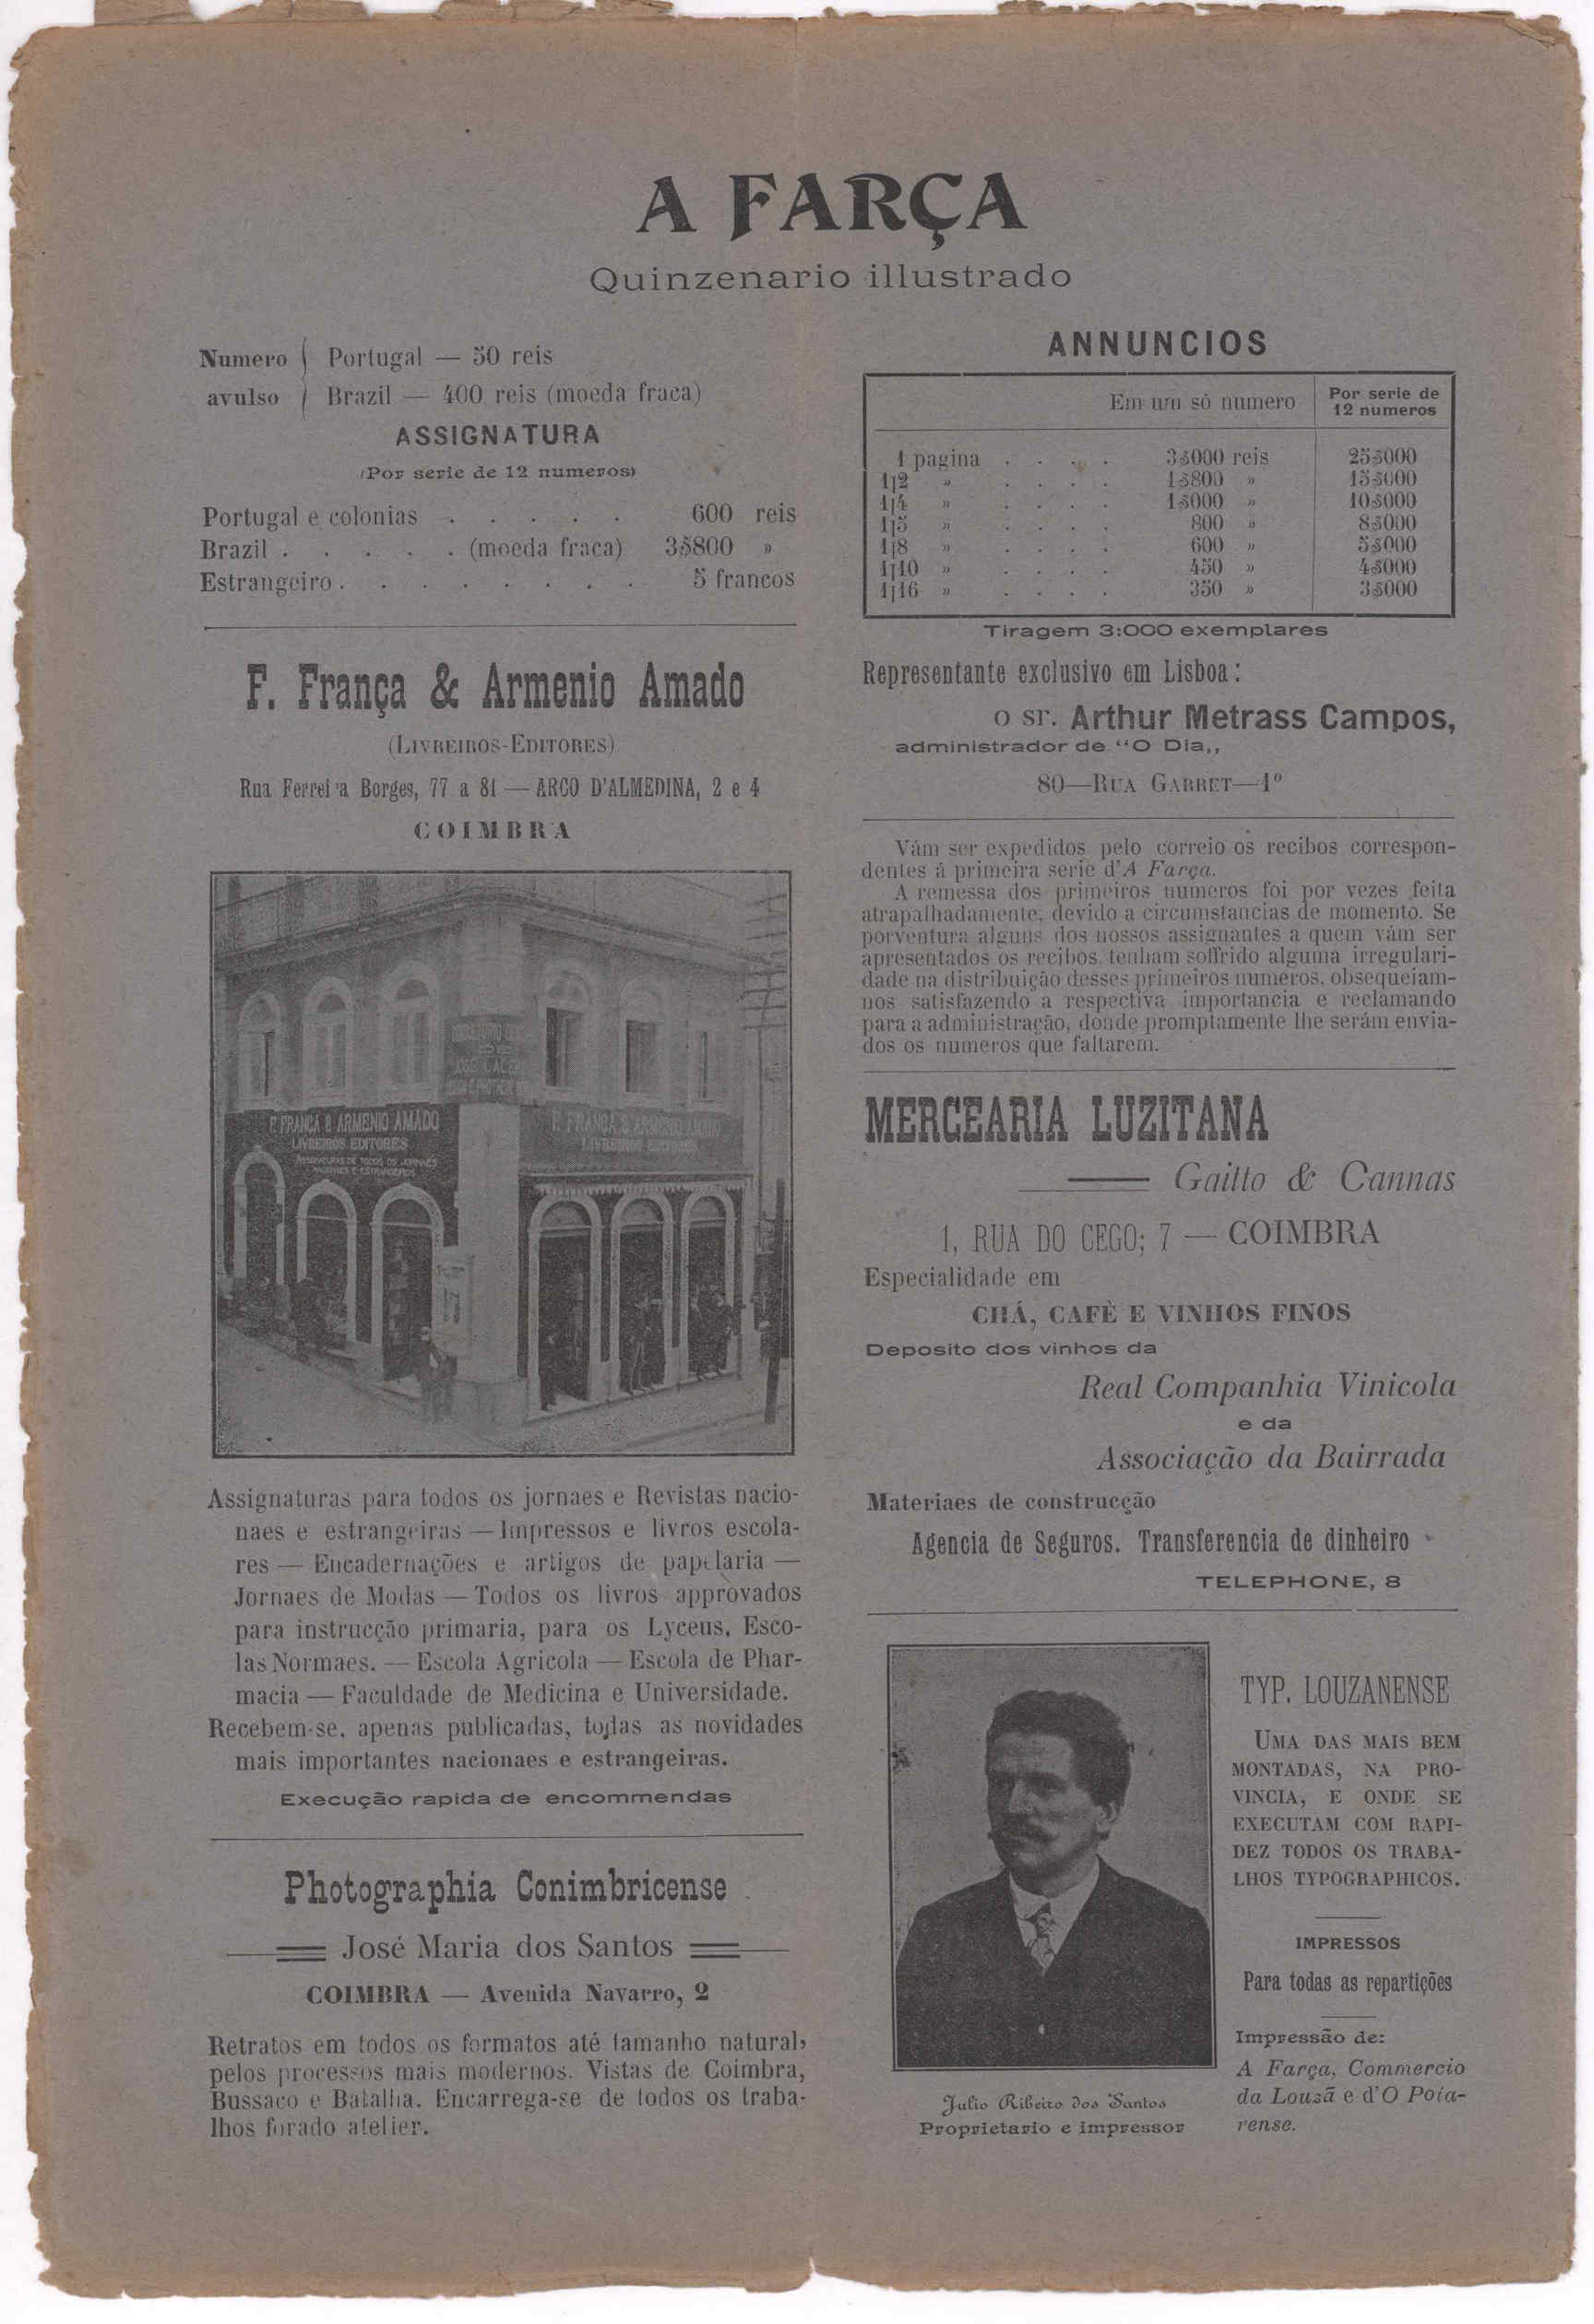 A FARÇA
Quinzenario illustrado
Numero avulso
Portugal — 50 reis
Brazil — 400 reis (moeda fraca)
ASSIGNATURA
(Por serie de 12 numeros)
Portugal e colonias . . . . . 600 reis
Brazil . . . . . (moeda fraca) 3$800 »
Estrangeiro . . . . . . . . 5 francos
F. França & Armenio Amado
(LIVREIROS-EDITORES)
Rua Ferreira Borges, 77 a 81 — ARCO D'ALMEDINA, 2 e 4
COIMBRA
F. FRANÇA & ARMENIO AMADO
LIVREIROS EDITORES
ASSIGNATURAS DE TODOS OS JORNAES
NACIONAES E ESTRANGEIROS
F. FRANÇA & ARMENIO AMADO
LIVREIROS EDITORES
Assignaturas para todos os jornaes e Revistas nacio-
naes e estrangeiras — Impressos e livros escola-
res — Encadernações e artigos de papelaria —
Jornaes de Modas — Todos os livros approvados
para instrucção primaria, para os Lyceus, Esco-
las Normaes. — Escola Agricola — Escola de Phar-
macia — Faculdade de Medicina e Universidade.
Recebem-se, apenas publicadas, todas as novidades
mais importantes nacionaes e estrangeiras.
Execução rapida de encommendas
Photographia Conimbricense
José Maria dos Santos
COIMBRA — Avenida Navarro, 2
Retratos em todos os formatos até tamanho natural,
pelos processos mais modernos. Vistas de Coimbra,
Bussaco e Batalha. Encarrega-se de todos os traba-
lhos forado atelier.
ANNUNCIOS
Em um só numero Por serie de 12 numeros
1 pagina . . . . 3$000 reis 25$000
1|2 » . . . . 1$800 » 15$000
1|4 » . . . . 1$000 » 10$000
1|5 » . . . . 800 » 8$000
1|8 » . . . . 600 » 5$000
1|10 » . . . . 450 » 4$000
1|16 » . . . . 350 » 3$000
Tiragem 3:000 exemplares
Representante exclusivo em Lisboa:
o sr. Arthur Metrass Campos,
administrador de “O Dia,,
80—RUA GARRET—1º
Vám ser expedidos pelo correio os recibos correspon-
dentes á primeira serie d'A Farça.
A remessa dos primeiros numeros foi por vezes feita
atrapalhadamente, devido a circumstancias de momento. Se
porventura alguns dos nossos assignantes a quem vám ser
apresentados os recibos, tenham soffrido alguma irregulari-
dade na distribuição desses primeiros numeros, obsequeiam-
nos satisfazendo a respectiva importancia e reclamando
para a administração, donde promptamente lhe serám envia-
dos os numeros que faltarem.
MERCEARIA LUZITANA
Gaitto & Cannas
1, RUA DO CEGO; 7 — COIMBRA
Especialidade em
CHÁ, CAFÈ E VINHOS FINOS
Deposito dos vinhos da
Real Companhia Vinicola
e da
Associação da Bairrada
Materiaes de construcção
Agencia de Seguros. Transferencia de dinheiro
TELEPHONE, 8
Julio Ribeiro dos Santos
Proprietario e impressor
TYP. LOUZANENSE
UMA DAS MAIS BEM
MONTADAS, NA PRO-
VINCIA, E ONDE SE
EXECUTAM COM RAPI-
DEZ TODOS OS TRABA-
LHOS TYPOGRAPHICOS.
IMPRESSOS
Para todas as repartições
Impressão de:
A Farça, Commercio
da Louzã e d'O Poia-
rense.